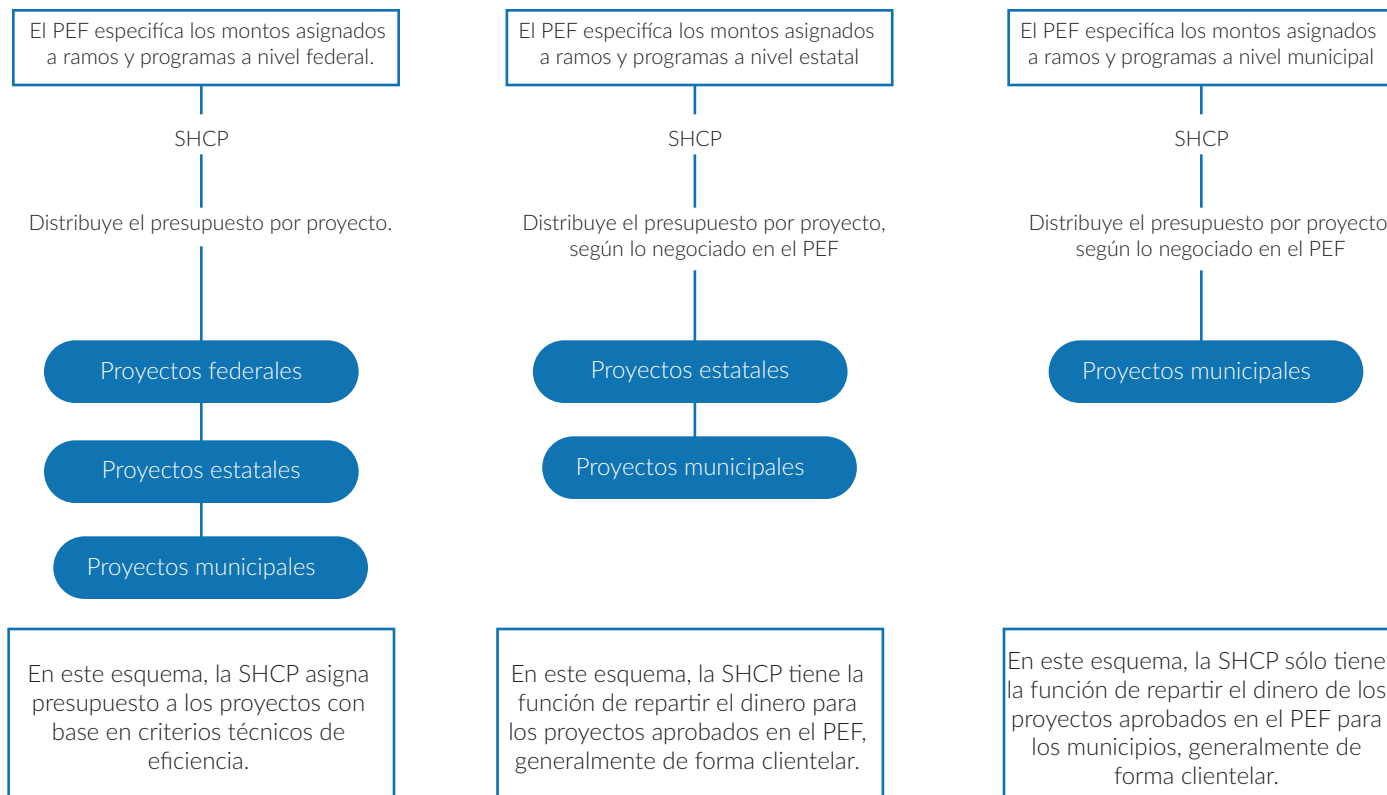 El PEF especifíca los montos asignados
a ramos y programas a nivel federal.
SHCP
Distribuye el presupuesto por proyecto.
Proyectos federales
Proyectos estatales
Proyectos municipales
En este esquema, la SHCP asigna
presupuesto a los proyectos con
base en criterios técnicos de
eficiencia.
El PEF especifíca los montos asignados
a ramos y programas a nivel estatal
SHCP
Distribuye el presupuesto por proyecto,
según lo negociado en el PEF
Proyectos estatales
Proyectos municipales
En este esquema, la SHCP tiene la
función de repartir el dinero para
los proyectos aprobados en el PEF,
generalmente de forma clientelar.
El PEF especifíca los montos asignados
a ramos y programas a nivel municipal
SHCP
Distribuye el presupuesto por proyecto
según lo negociado en el PEF
Proyectos municipales
En este esquema, la SHCP sólo tiene
la función de repartir el dinero de los
proyectos aprobados en el PEF para
los municipios, generalmente de
forma clientelar.